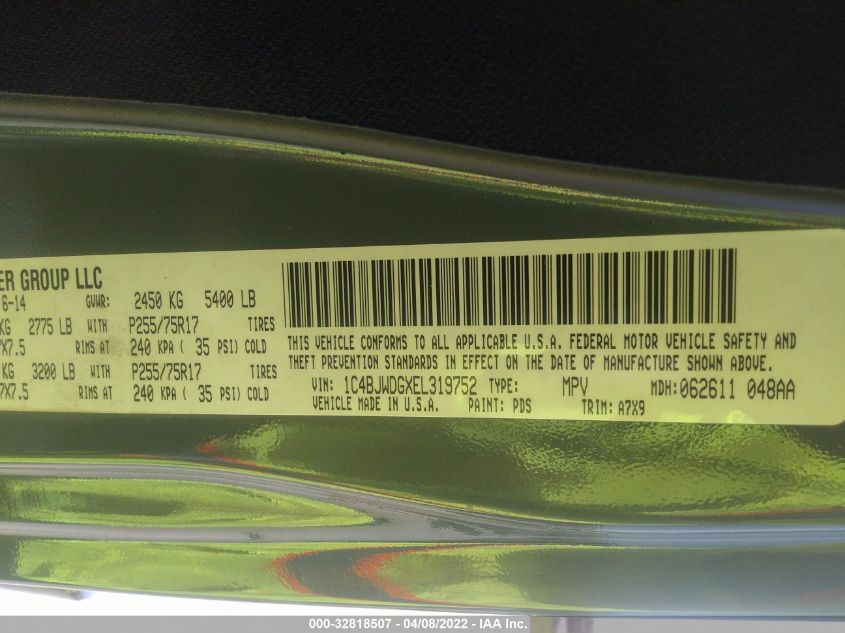 ER GROUP LLC
6-14 GVWR: 2450 KG 5400 LB
KG 2775 LB WITH P255/75R17 TIRES
X7.5 RIMS AT 240 KPA ( 35 PSI) COLD
KG 3200 LB WITH P255/75R17 TIRES
7X7.5 RIMS AT 240 KPA ( 35 PSI) COLD
THIS VEHICLE CONFORMS TO ALL APPLICABLE U.S.A. FEDERAL MOTOR VEHICLE SAFETY AND
THEFT PREVENTION STANDARDS IN EFFECT ON THE DATE OF MANUFACTURE SHOWN ABOVE.
VIN: 1C4BJWDGXEL319752 TYPE: MPV MDH:062611 048AA
VEHICLE MADE IN U.S.A. PAINT: PDS TRIM: A7X9
000-32818507 - 04/08/2022 - IAA Inc.